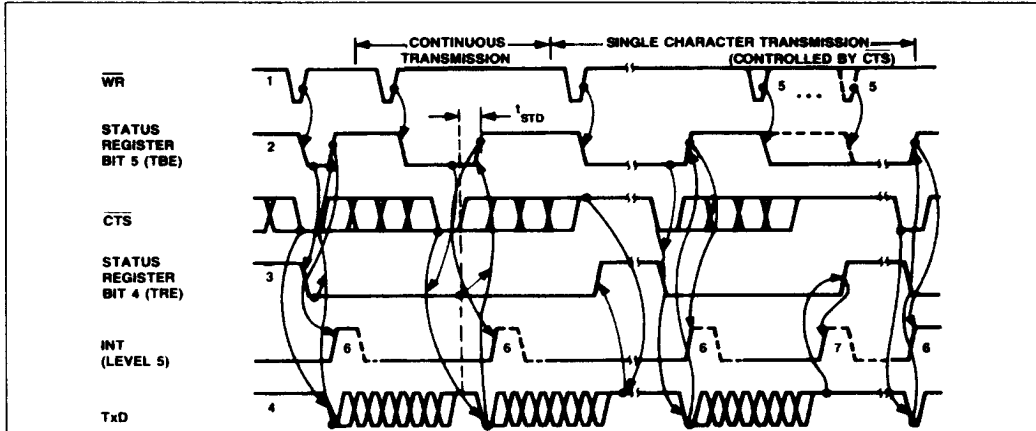 CONTINUOUS TRANSMISSION
SINGLE CHARACTER TRANSMISSION
(CONTROLLED BY CTS)
WR
1
5 ... 5
tSTD
STATUS
REGISTER
BIT 5 (TBE)
2
CTS
STATUS
REGISTER
BIT 4 (TRE)
3
INT
(LEVEL 5)
6 6 6 7 6
4
TxD